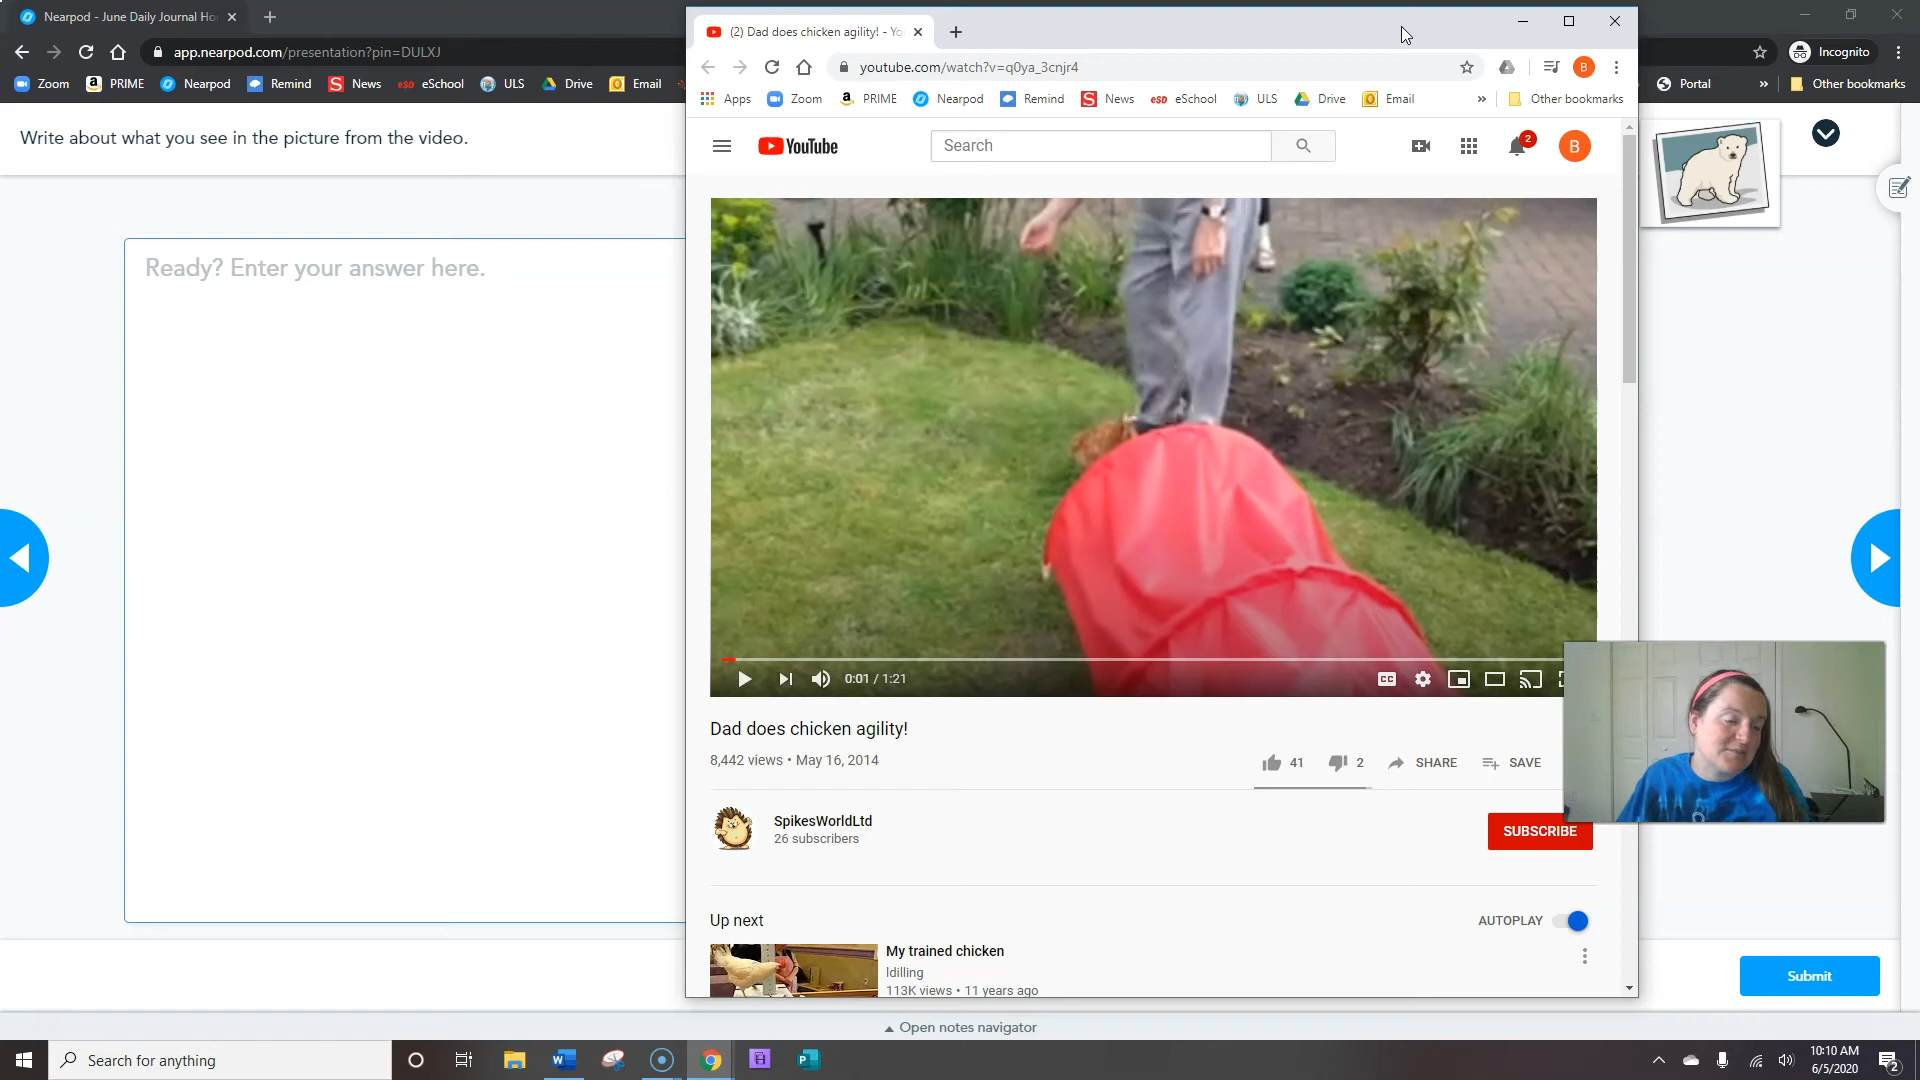 Nearpod - June Daily Journal Ho
app.nearpod.com/presentation?pin=DULXJ
Incognito
Zoom PRIME Nearpod Remind News eSchool ULS Drive Email
Portal » Other bookmarks
Write about what you see in the picture from the video.
Ready? Enter your answer here.
(2) Dad does chicken agility! - Yo
youtube.com/watch?v=q0ya_3cnjr4
B
Apps Zoom PRIME Nearpod Remind News eSchool ULS Drive Email » Other bookmarks
YouTube
Search
2
B
0:01 / 1:21
CC
Dad does chicken agility!
8,442 views • May 16, 2014
41 2 SHARE SAVE
SpikesWorldLtd
26 subscribers
SUBSCRIBE
Up next
AUTOPLAY
My trained chicken
ldilling
113K views • 11 years ago
Submit
Open notes navigator
Search for anything
10:10 AM
6/5/2020
2